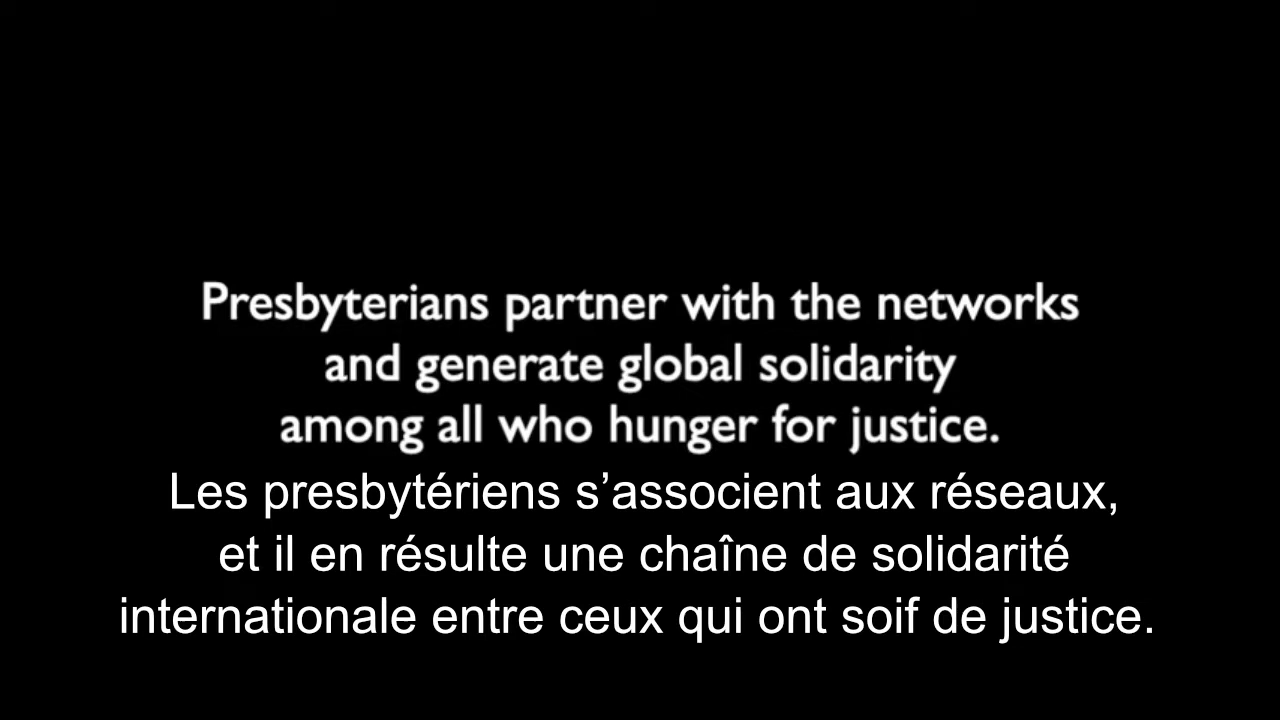 Presbyterians partner with the networks
and generate global solidarity
among all who hunger for justice.
Les presbytériens s’associent aux réseaux,
et il en résulte une chaîne de solidarité
internationale entre ceux qui ont soif de justice.